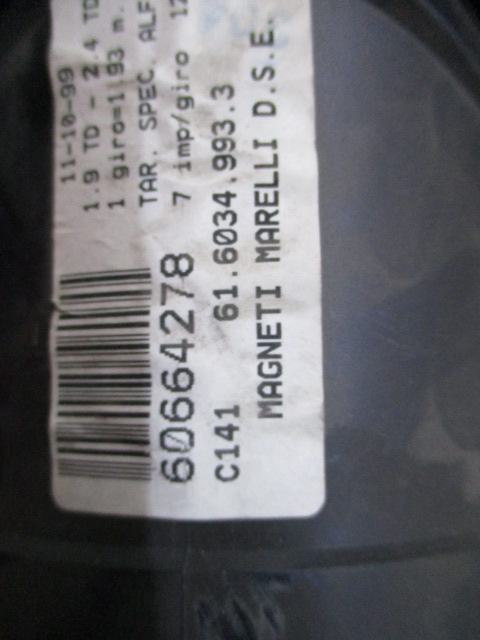 11-10-99
1.9 TD - 2.4 TD
1 giro=1.93 m.
TAR. SPEC. ALF
7 imp/giro 12
60664278
C141 61.6034.993.3
MAGNETI MARELLI D.S.E.